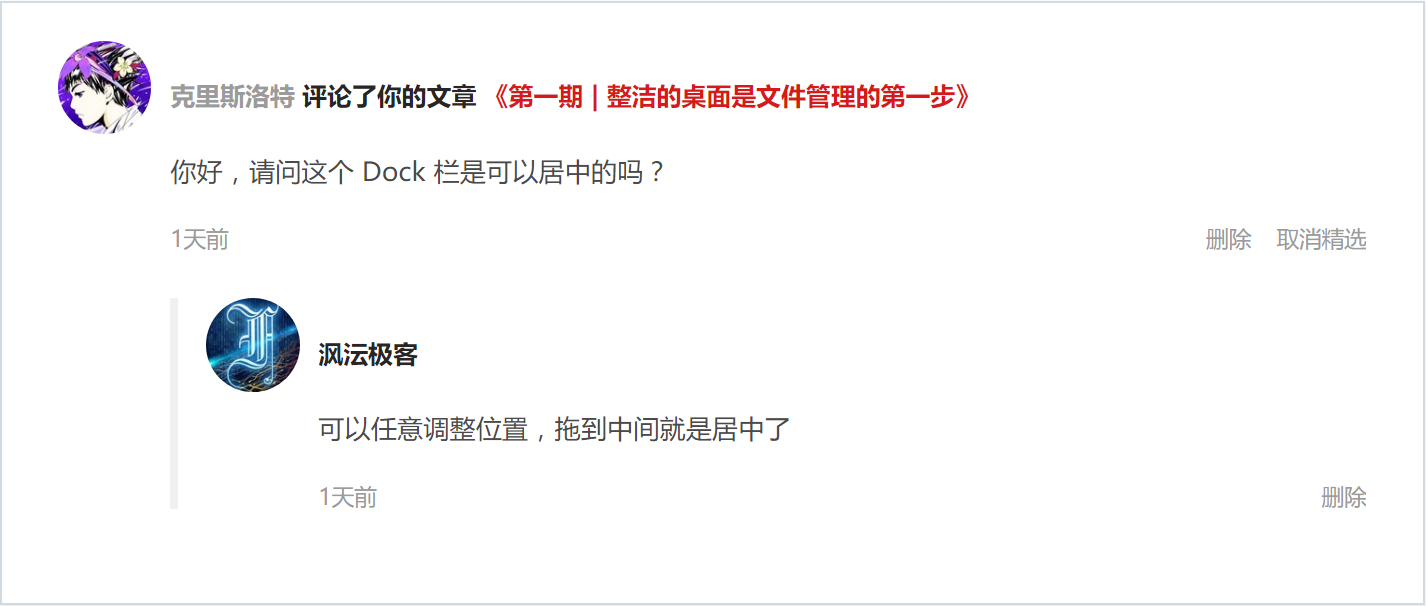 克里斯洛特 评论了你的文章 《第一期 | 整洁的桌面是文件管理的第一步》
你好，请问这个 Dock 栏是可以居中的吗？
1天前 删除 取消精选
沨沄极客
可以任意调整位置，拖到中间就是居中了
1天前 删除